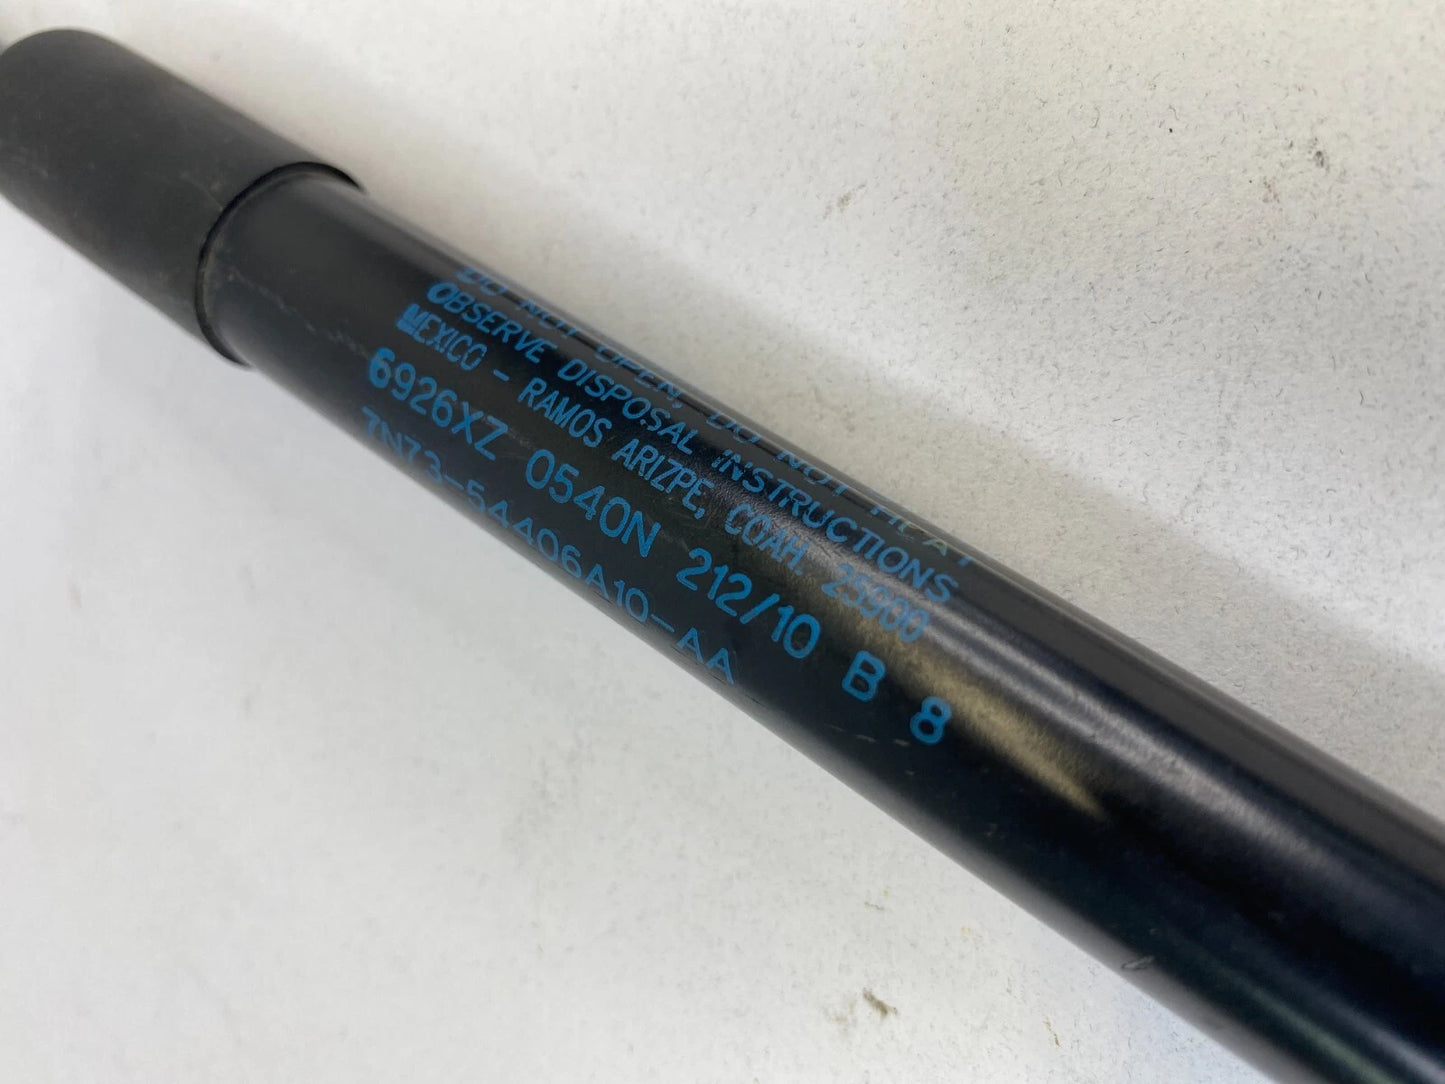 DO NOT OPEN, DO NOT HEAT
OBSERVE DISPOSAL INSTRUCTIONS
MEXICO - RAMOS ARIZPE, COAH. 25900
6926XZ 0540N 212/10 B 8
7N73-54406A10-AA